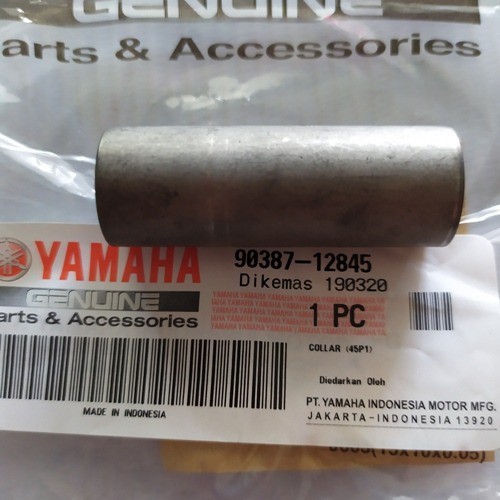 GENUINE
arts & Accessories
YAMAHA
90387-12845
Dikemas 190320
GENUINE
arts & Accessories
1 PC
COLLAR (45P1)
Diedarkan Oleh
PT. YAMAHA INDONESIA MOTOR MFG.
JAKARTA-INDONESIA 13920
MADE IN INDONESIA